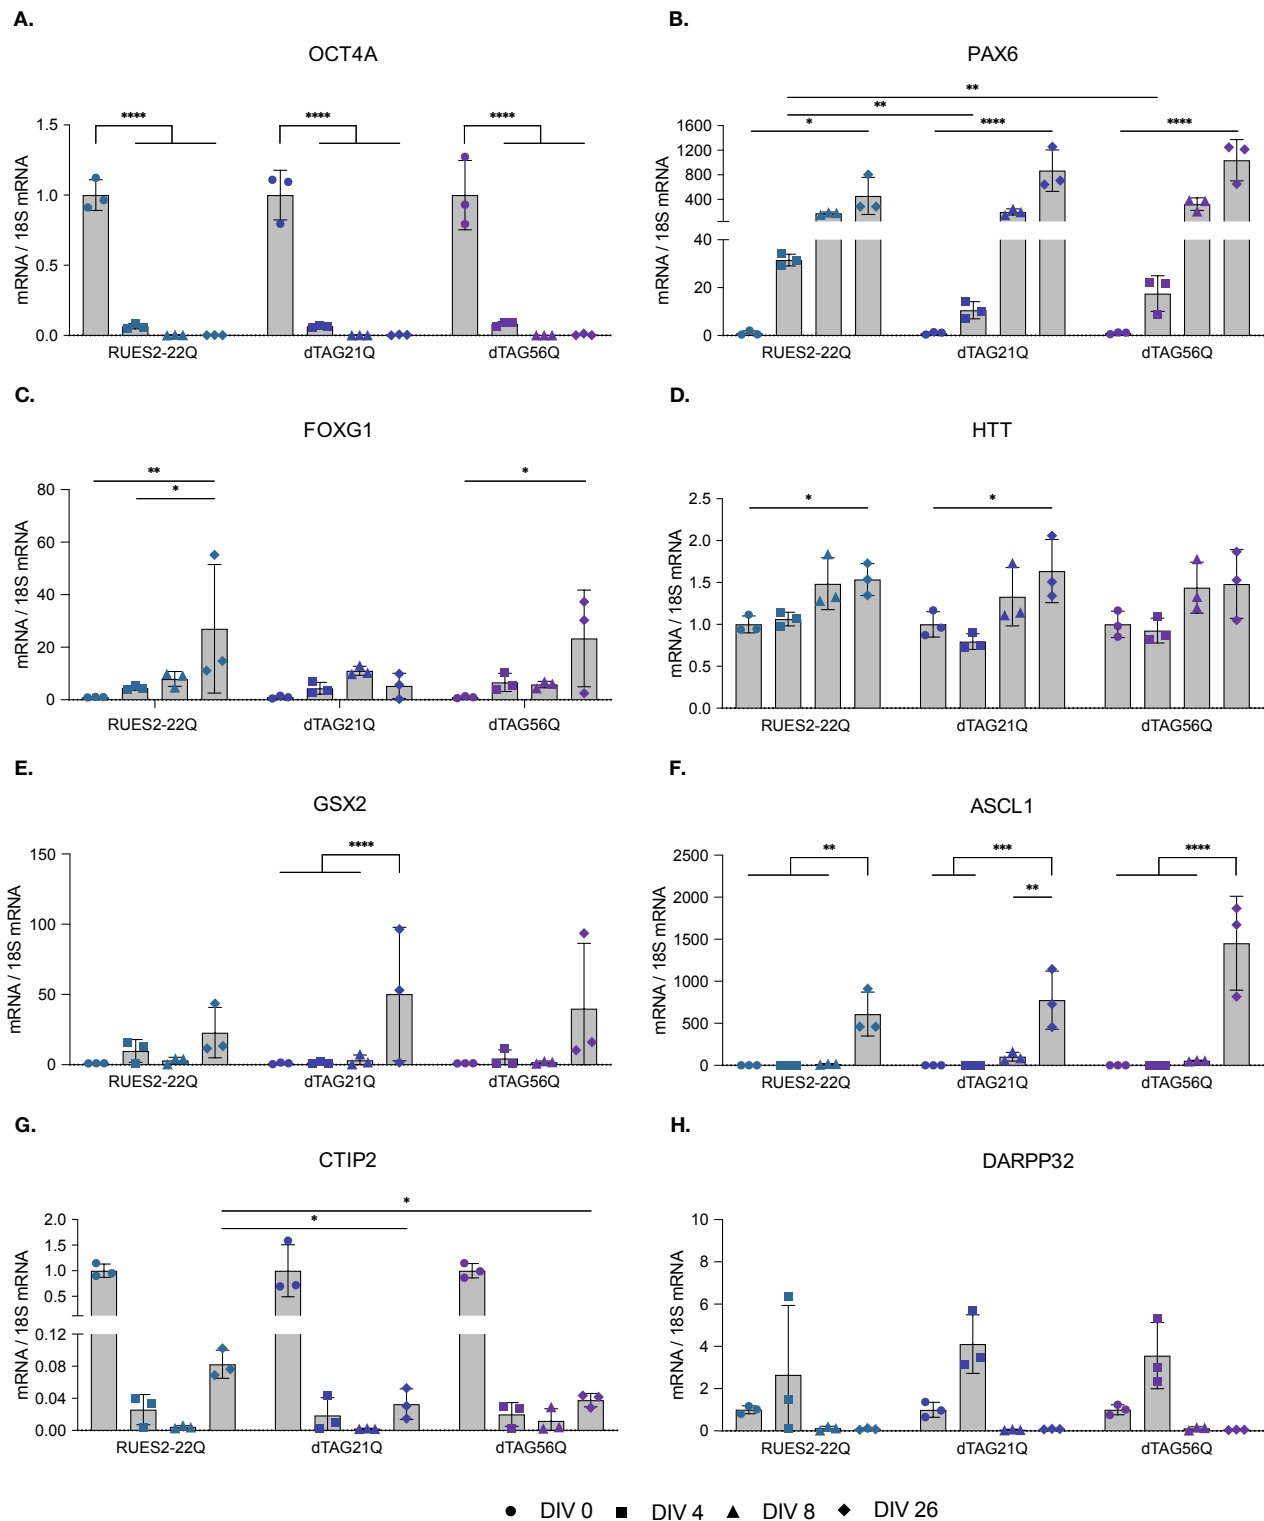 A.
OCT4A
mRNA / 18S mRNA
1.5
1.0
0.5
0.0
**** **** ****
RUES2-22Q dTAG21Q dTAG56Q
B.
PAX6
mRNA / 18S mRNA
1600
1200
800
400
40
20
0
**
**
* **** ****
RUES2-22Q dTAG21Q dTAG56Q
C.
FOXG1
mRNA / 18S mRNA
80
60
40
20
0
** *
*
RUES2-22Q dTAG21Q dTAG56Q
D.
HTT
mRNA / 18S mRNA
2.5
2.0
1.5
1.0
0.5
0.0
* *
RUES2-22Q dTAG21Q dTAG56Q
E.
GSX2
mRNA / 18S mRNA
150
100
50
0
****
RUES2-22Q dTAG21Q dTAG56Q
F.
ASCL1
mRNA / 18S mRNA
2500
2000
1500
1000
500
0
** *** ****
**
RUES2-22Q dTAG21Q dTAG56Q
G.
CTIP2
mRNA / 18S mRNA
2.0
1.5
1.0
0.5
0.12
0.08
0.04
0.00
*
*
RUES2-22Q dTAG21Q dTAG56Q
H.
DARPP32
mRNA / 18S mRNA
10
8
6
4
2
0
RUES2-22Q dTAG21Q dTAG56Q
DIV 0 DIV 4 DIV 8 DIV 26